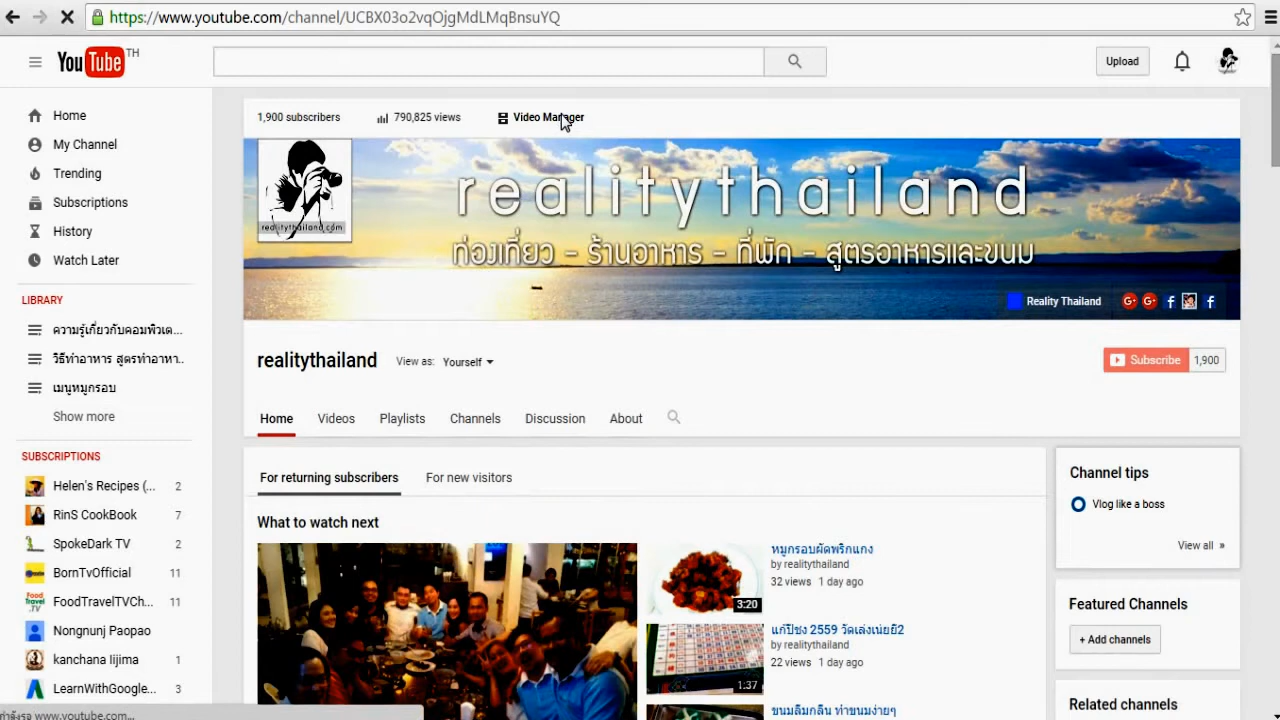 https://www.youtube.com/channel/UCBX03o2vqOjgMdLMqBnsuYQ
YouTube TH
Upload
Home
My Channel
Trending
Subscriptions
History
Watch Later
LIBRARY
ความรู้เกี่ยวกับคอมพิวเต...
วิธีทำอาหาร สูตรทำอาหา..
เมนูหมูกรอบ
Show more
SUBSCRIPTIONS
Helen's Recipes (... 2
RinS CookBook 7
SpokeDark TV 2
BornTvOfficial 11
FoodTravelTVCh... 11
Nongnunj Paopao
kanchana Iijima 1
LearnWithGoogle... 3
1,900 subscribers 790,825 views Video Manager
realitythailand
ท่องเที่ยว - ร้านอาหาร - ที่พัก - สูตรอาหารและขนม
realitythailand.com
Reality Thailand
realitythailand View as: Yourself
Subscribe 1,900
Home Videos Playlists Channels Discussion About
For returning subscribers For new visitors
What to watch next
หมูกรอบผัดพริกแกง
by realitythailand
32 views 1 day ago
3:20
แก้ปีชง 2559 วัดเล่งเน่ยยี่2
by realitythailand
22 views 1 day ago
1:37
ขนมลืมกลืน ทำขนมง่ายๆ
Channel tips
Vlog like a boss
View all »
Featured Channels
+ Add channels
Related Channels
กำลังรอ www.youtube.com...